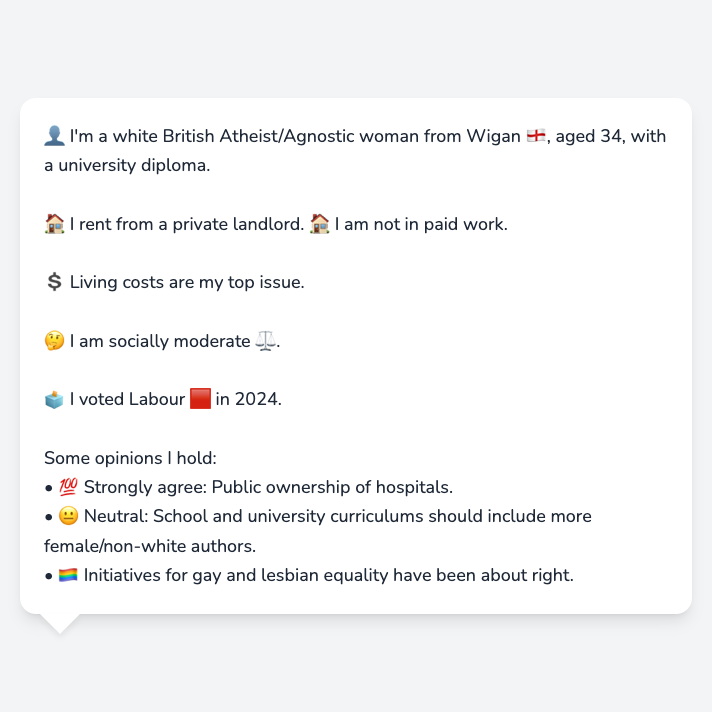 👤 I'm a white British Atheist/Agnostic woman from Wigan 🏴󠁧󠁢󠁥󠁮󠁧󠁿, aged 34, with
a university diploma.
🏠 I rent from a private landlord. 🏠 I am not in paid work.
💲 Living costs are my top issue.
🤔 I am socially moderate ⚖️.
🗳️ I voted Labour 🟥 in 2024.
Some opinions I hold:
• 💯 Strongly agree: Public ownership of hospitals.
• 😐 Neutral: School and university curriculums should include more
female/non-white authors.
• 🏳️‍🌈 Initiatives for gay and lesbian equality have been about right.